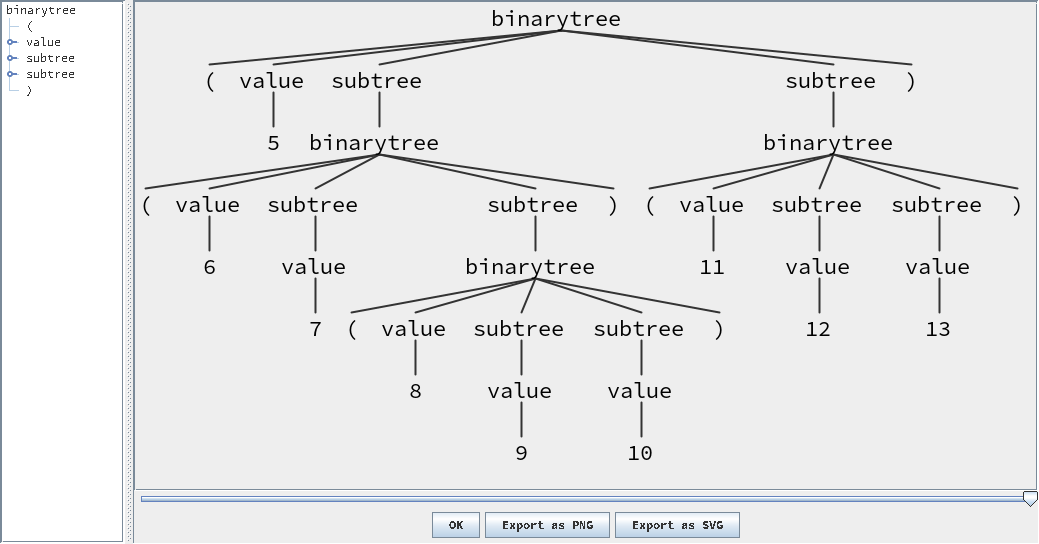 binarytree
(
value
subtree
subtree
)
binarytree
( value subtree subtree )
5 binarytree binarytree
( value subtree subtree ) ( value subtree subtree )
6 value binarytree 11 value value
7 ( value subtree subtree ) 12 13
8 value value
9 10
OK Export as PNG Export as SVG